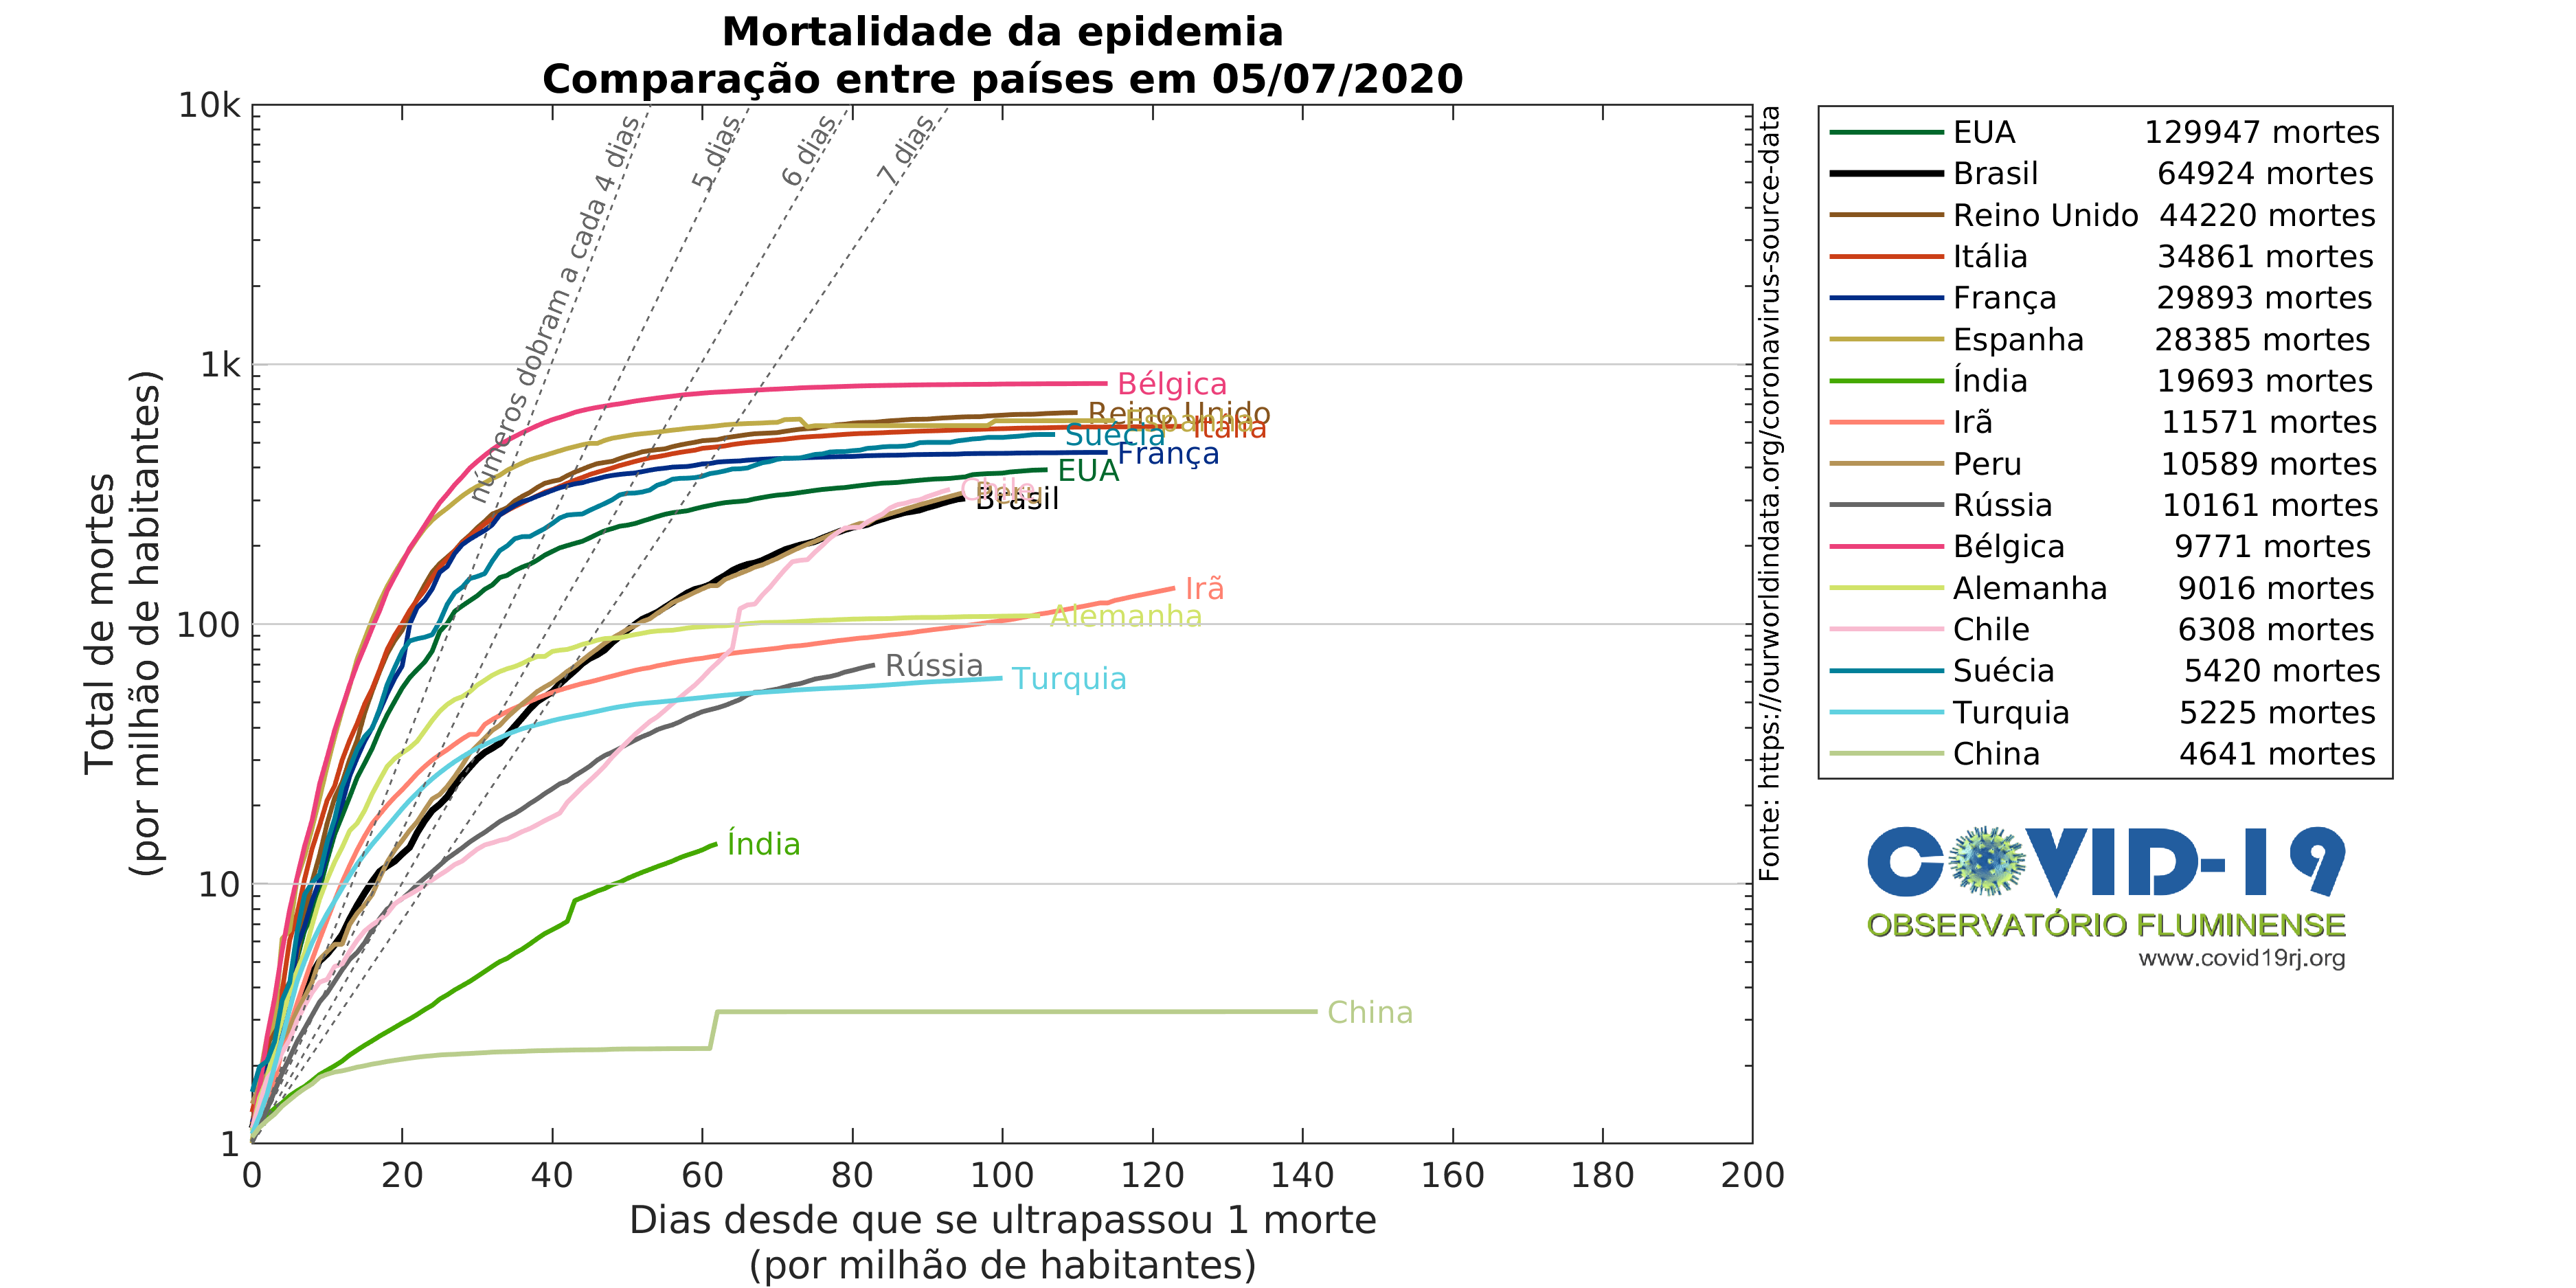 Mortalidade da epidemia
Comparação entre países em 05/07/2020
Total de mortes
(por milhão de habitantes)
10k
1k
100
10
1
números dobram a cada 4 dias
5 dias
6 dias
7 dias
Bélgica
Reino Unido
Espanha
Itália
Suécia
França
EUA
Chile
Peru
Brasil
Irã
Alemanha
Rússia
Turquia
Índia
China
0 20 40 60 80 100 120 140 160 180 200
Dias desde que se ultrapassou 1 morte
(por milhão de habitantes)
Fonte: https://ourworldindata.org/coronavirus-source-data
EUA 129947 mortes
Brasil 64924 mortes
Reino Unido 44220 mortes
Itália 34861 mortes
França 29893 mortes
Espanha 28385 mortes
Índia 19693 mortes
Irã 11571 mortes
Peru 10589 mortes
Rússia 10161 mortes
Bélgica 9771 mortes
Alemanha 9016 mortes
Chile 6308 mortes
Suécia 5420 mortes
Turquia 5225 mortes
China 4641 mortes
COVID-19
OBSERVATÓRIO FLUMINENSE
www.covid19rj.org